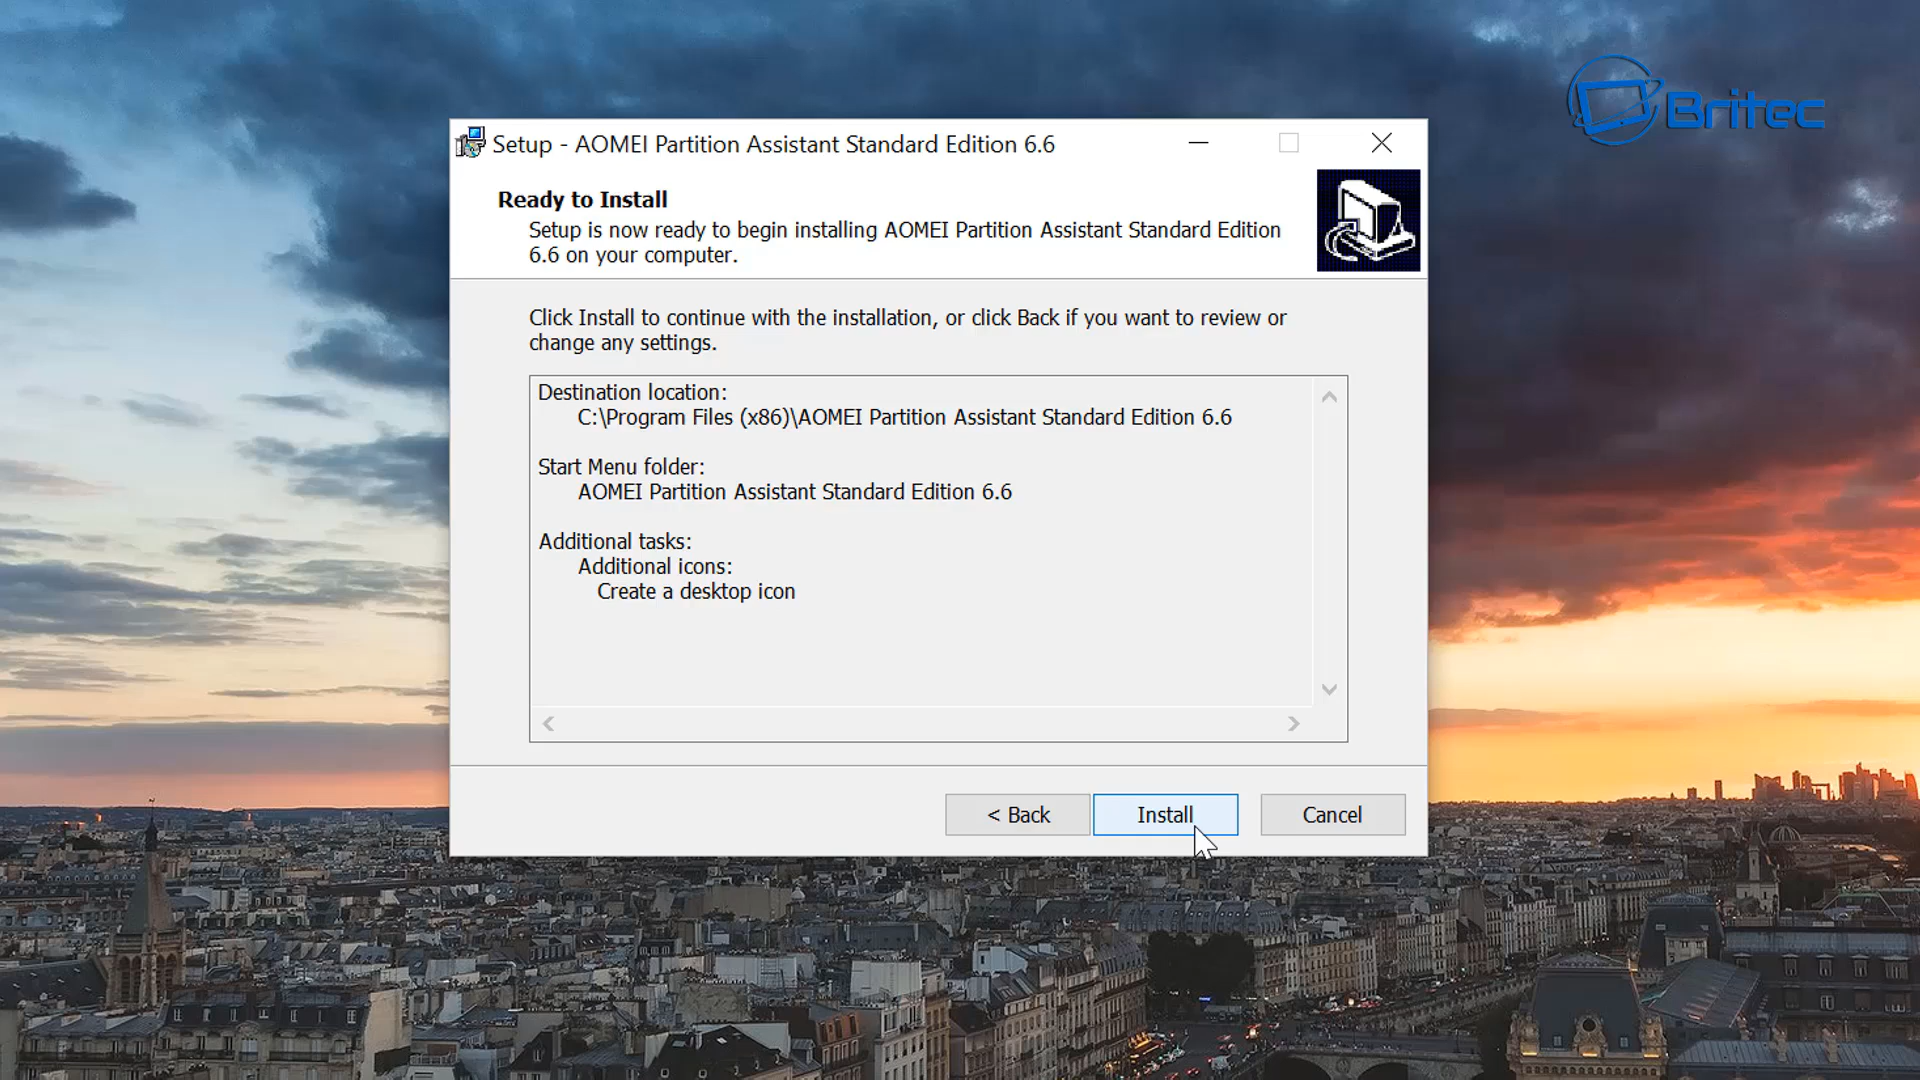 Britec
Setup - AOMEI Partition Assistant Standard Edition 6.6
Ready to Install
Setup is now ready to begin installing AOMEI Partition Assistant Standard Edition
6.6 on your computer.
Click Install to continue with the installation, or click Back if you want to review or
change any settings.
Destination location:
C:\Program Files (x86)\AOMEI Partition Assistant Standard Edition 6.6
Start Menu folder:
AOMEI Partition Assistant Standard Edition 6.6
Additional tasks:
Additional icons:
Create a desktop icon
< Back Install Cancel